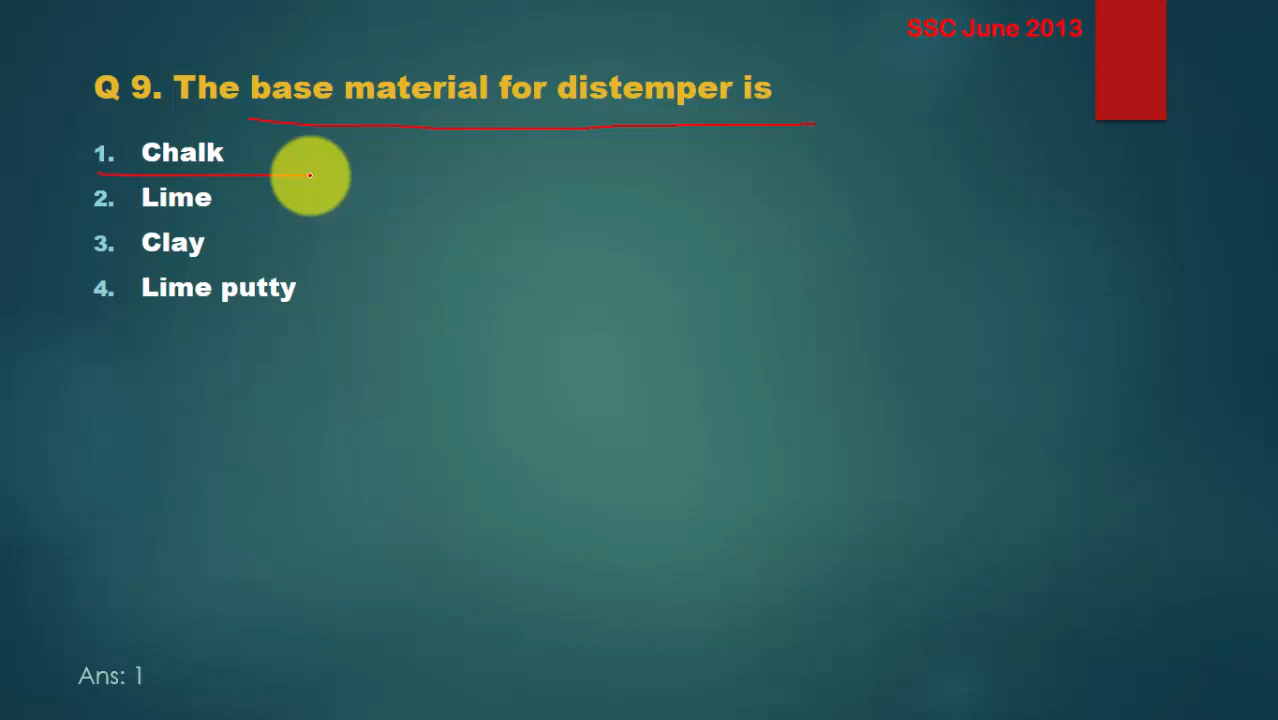 SSC June 2013
Q 9. The base material for distemper is
1. Chalk
2. Lime
3. Clay
4. Lime putty
Ans: 1